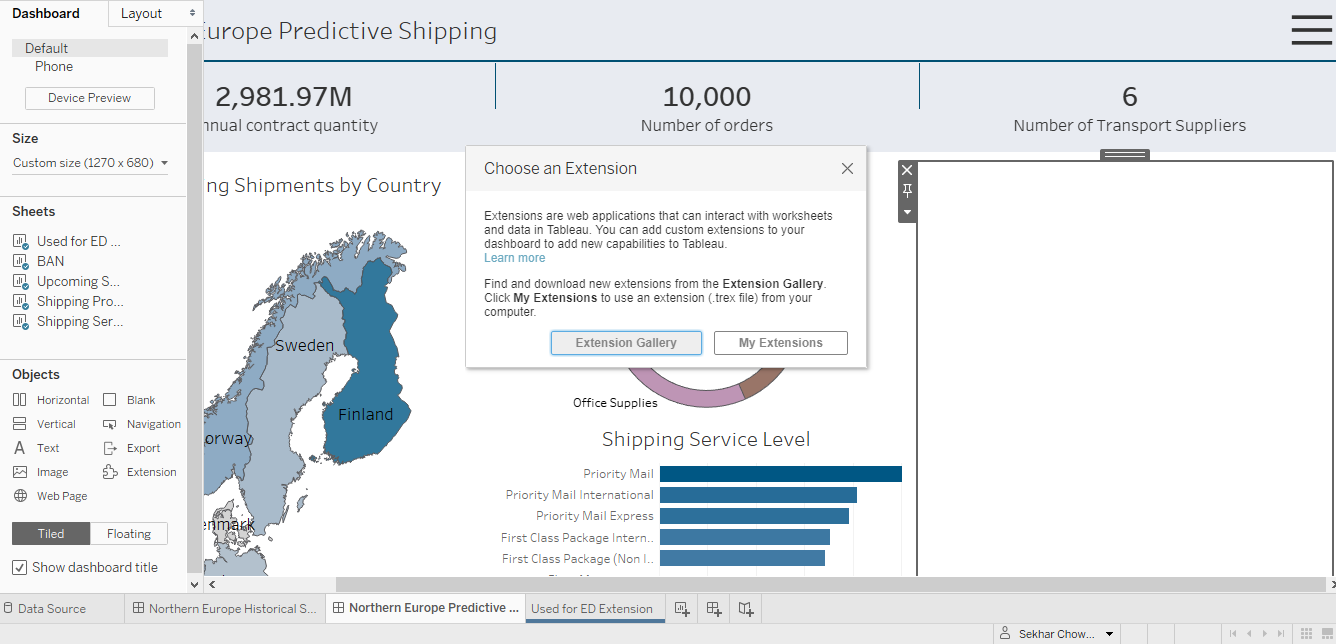 Dashboard
Layout
Default
Phone
Device Preview
Size
Custom size (1270 x 680)
Sheets
Used for ED ...
BAN
Upcoming S...
Shipping Pro...
Shipping Ser...
Objects
Horizontal
Blank
Vertical
Navigation
Text
Export
Image
Extension
Web Page
Tiled
Floating
Show dashboard title
Europe Predictive Shipping
2,981.97M
nnual contract quantity
10,000
Number of orders
6
Number of Transport Suppliers
ng Shipments by Country
Sweden
Finland
orway
enmark
Choose an Extension
Extensions are web applications that can interact with worksheets
and data in Tableau. You can add custom extensions to your
dashboard to add new capabilities to Tableau.
Learn more
Find and download new extensions from the Extension Gallery.
Click My Extensions to use an extension (.trex file) from your
computer.
Extension Gallery
My Extensions
Office Supplies
Shipping Service Level
Priority Mail
Priority Mail International
Priority Mail Express
First Class Package Intern..
First Class Package (Non I..
Data Source
Northern Europe Historical S...
Northern Europe Predictive ...
Used for ED Extension
Sekhar Chow...